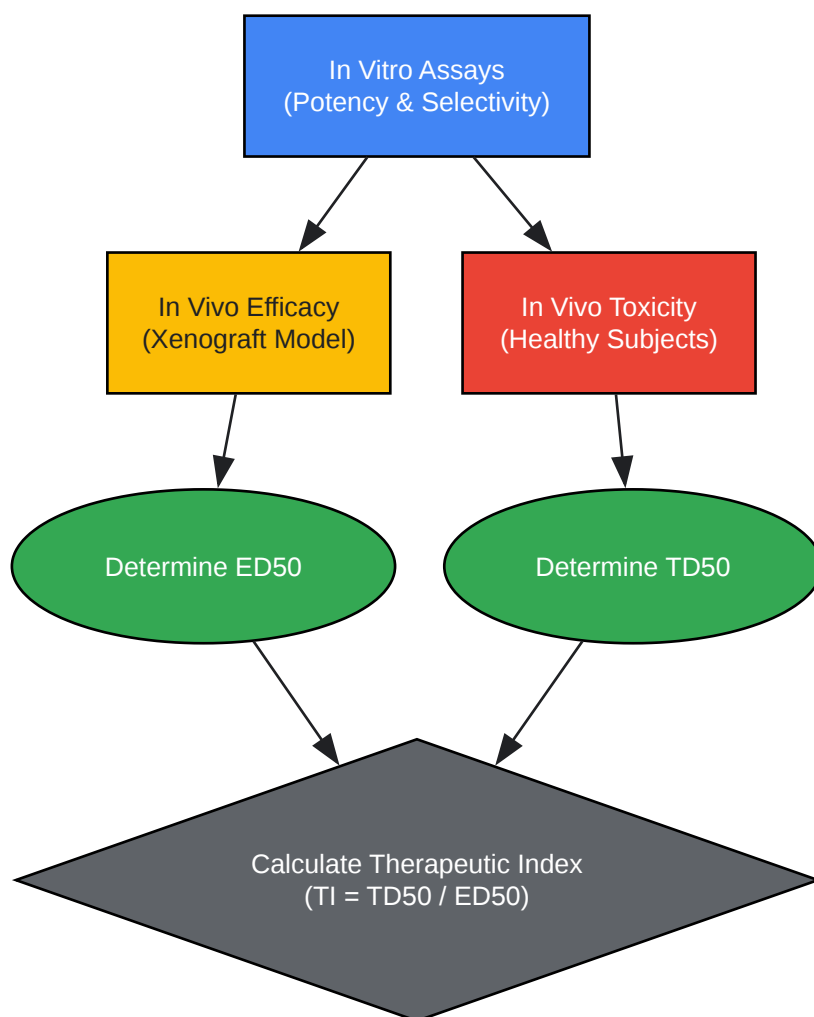 In Vitro Assays
(Potency & Selectivity)
In Vivo Efficacy
(Xenograft Model)
In Vivo Toxicity
(Healthy Subjects)
Determine ED50
Determine TD50
Calculate Therapeutic Index
(TI = TD50 / ED50)